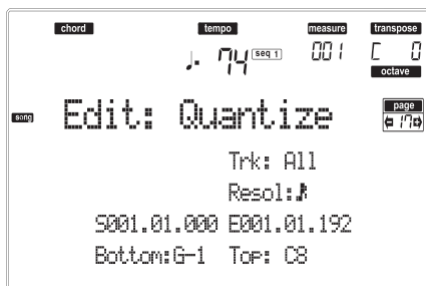 chord tempo measure transpose
♩. 74 seq 1 001 C 0
octave
song Edit: Quantize page
17
Trk: All
Resol:♪
S001.01.000 E001.01.192
Bottom:G-1 Top: C8